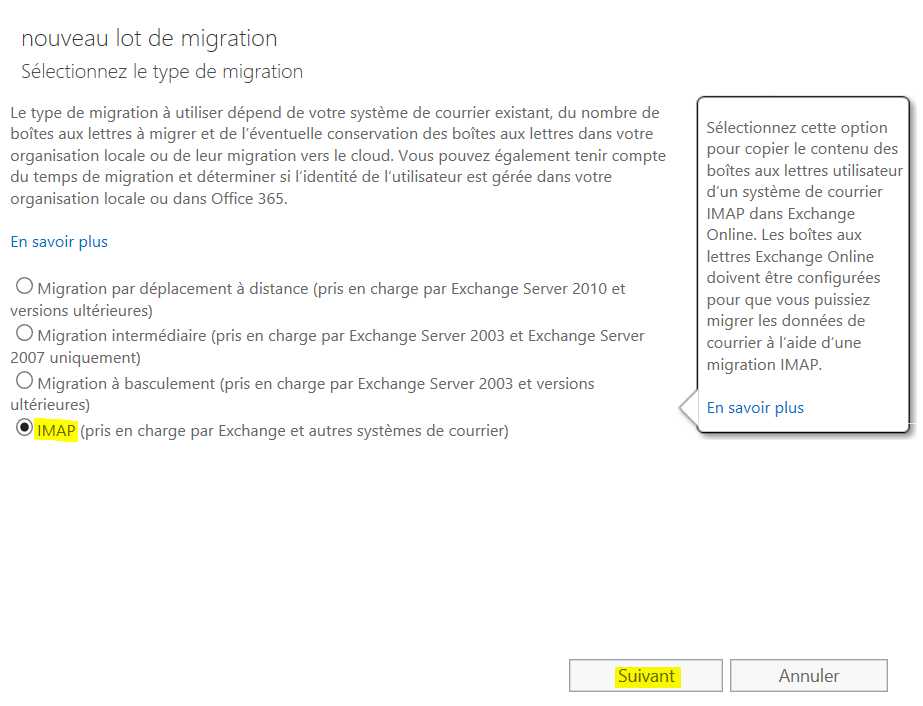 nouveau lot de migration
Sélectionnez le type de migration
Le type de migration à utiliser dépend de votre système de courrier existant, du nombre de
boîtes aux lettres à migrer et de l'éventuelle conservation des boîtes aux lettres dans votre
organisation locale ou de leur migration vers le cloud. Vous pouvez également tenir compte
du temps de migration et déterminer si l'identité de l'utilisateur est gérée dans votre
organisation locale ou dans Office 365.
En savoir plus
Migration par déplacement à distance (pris en charge par Exchange Server 2010 et
versions ultérieures)
Migration intermédiaire (pris en charge par Exchange Server 2003 et Exchange Server
2007 uniquement)
Migration à basculement (pris en charge par Exchange Server 2003 et versions
ultérieures)
IMAP (pris en charge par Exchange et autres systèmes de courrier)
Sélectionnez cette option
pour copier le contenu des
boîtes aux lettres utilisateur
d'un système de courrier
IMAP dans Exchange
Online. Les boîtes aux
lettres Exchange Online
doivent être configurées
pour que vous puissiez
migrer les données de
courrier à l'aide d'une
migration IMAP.
En savoir plus
Suivant
Annuler